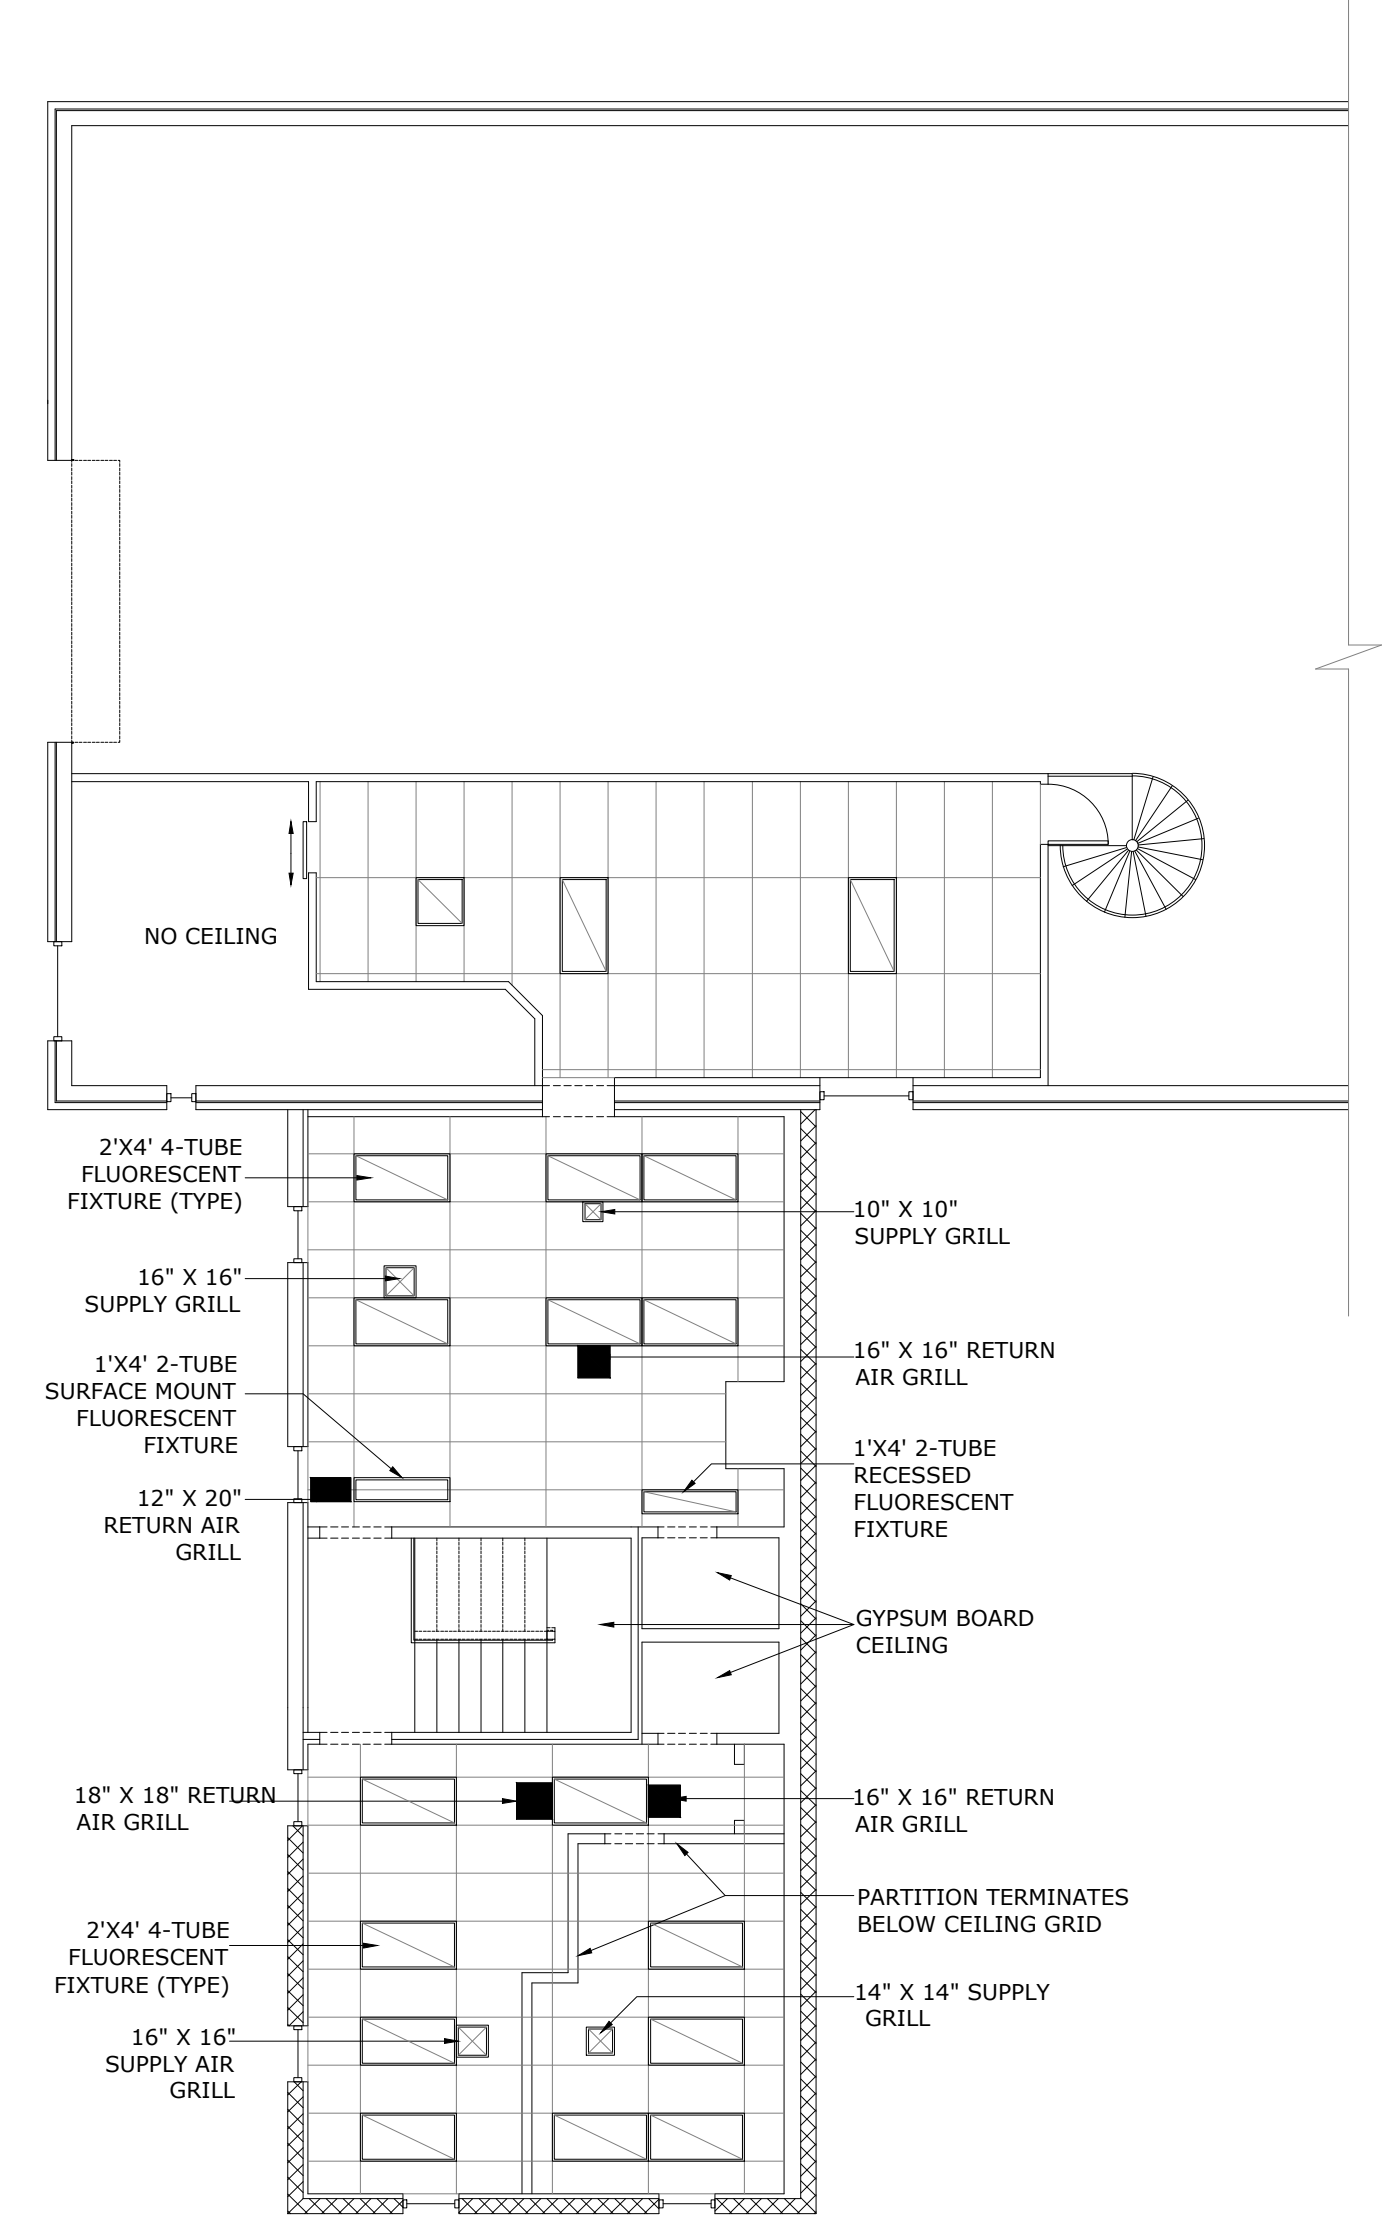 NO CEILING
2'X4' 4-TUBE
FLUORESCENT
FIXTURE (TYPE)
10" X 10"
SUPPLY GRILL
16" X 16"
SUPPLY GRILL
16" X 16" RETURN
AIR GRILL
1'X4' 2-TUBE
SURFACE MOUNT
FLUORESCENT
FIXTURE
1'X4' 2-TUBE
RECESSED
FLUORESCENT
FIXTURE
12" X 20"
RETURN AIR
GRILL
GYPSUM BOARD
CEILING
18" X 18" RETURN
AIR GRILL
16" X 16" RETURN
AIR GRILL
PARTITION TERMINATES
BELOW CEILING GRID
2'X4' 4-TUBE
FLUORESCENT
FIXTURE (TYPE)
14" X 14" SUPPLY
GRILL
16" X 16"
SUPPLY AIR
GRILL